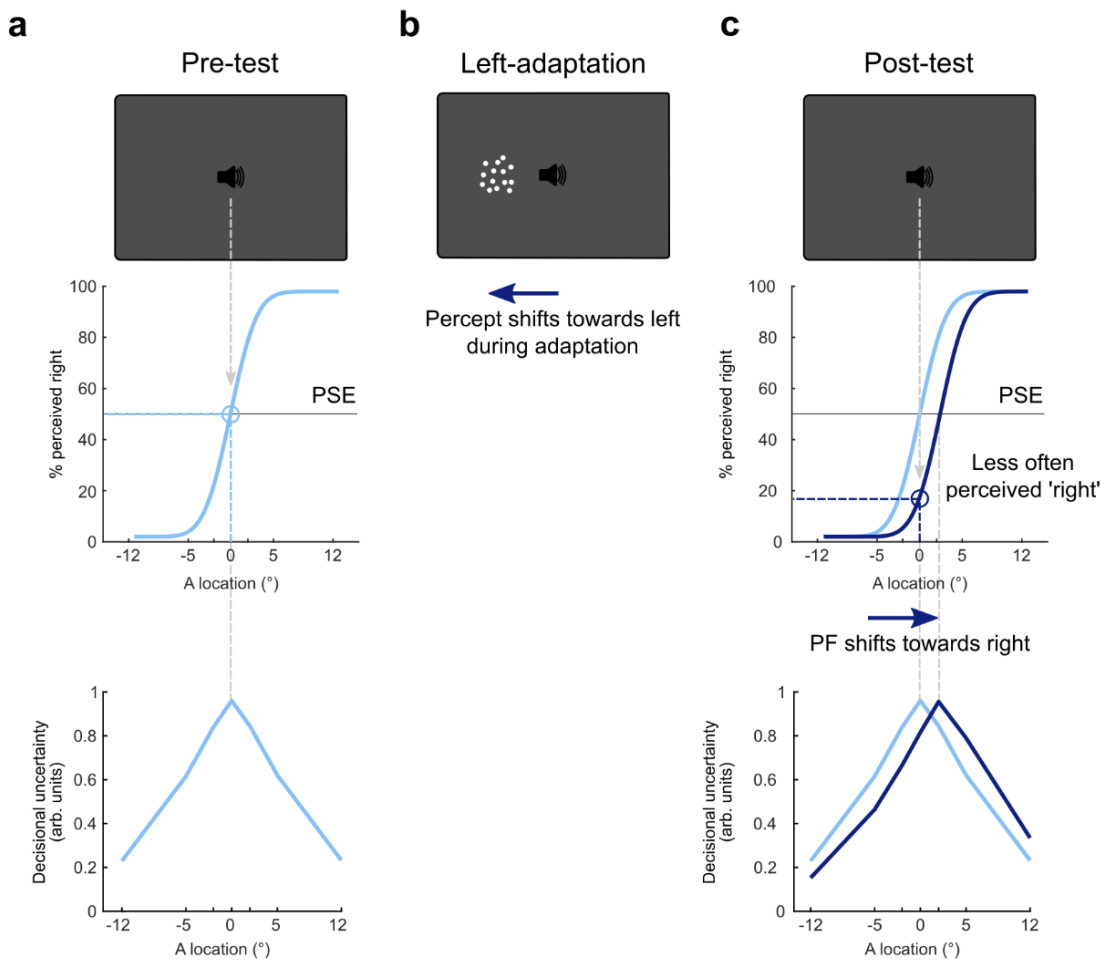 a
Pre-test
100
80
60
40
20
0
% perceived right
PSE
-12 -5 0 5 12
A location (°)
1
0.8
0.6
0.4
0.2
0
Decisional uncertainty
(arb. units)
-12 -5 0 5 12
A location (°)
b
Left-adaptation
Percept shifts towards left
during adaptation
c
Post-test
100
80
60
40
20
0
% perceived right
PSE
Less often
perceived 'right'
-12 -5 0 5 12
A location (°)
PF shifts towards right
1
0.8
0.6
0.4
0.2
0
Decisional uncertainty
(arb. units)
-12 -5 0 5 12
A location (°)